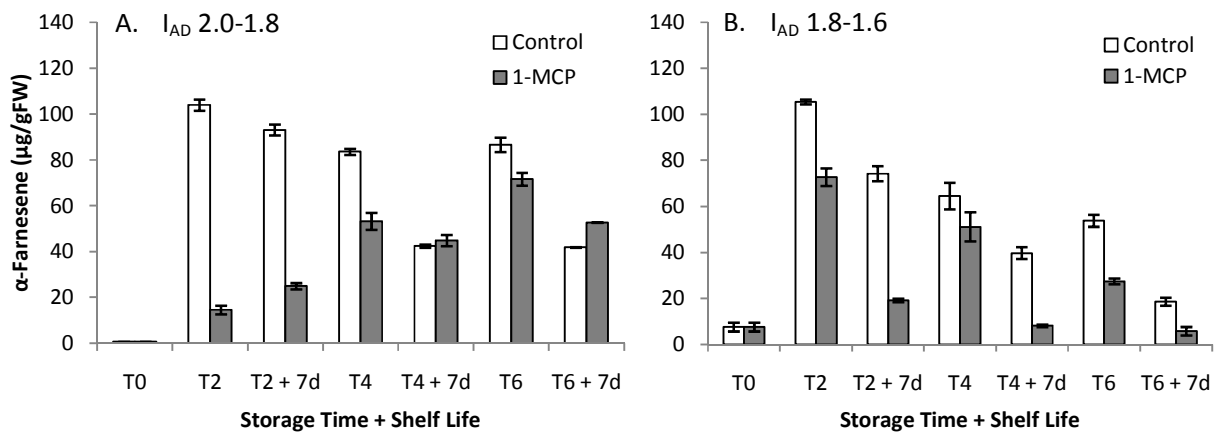 A. I_AD 2.0-1.8
B. I_AD 1.8-1.6
Control
1-MCP
Control
1-MCP
α-Farnesene (µg/gFW)
140
120
100
80
60
40
20
0
140
120
100
80
60
40
20
0
T0 T2 T2 + 7d T4 T4 + 7d T6 T6 + 7d
T0 T2 T2 + 7d T4 T4 + 7d T6 T6 + 7d
Storage Time + Shelf Life
Storage Time + Shelf Life